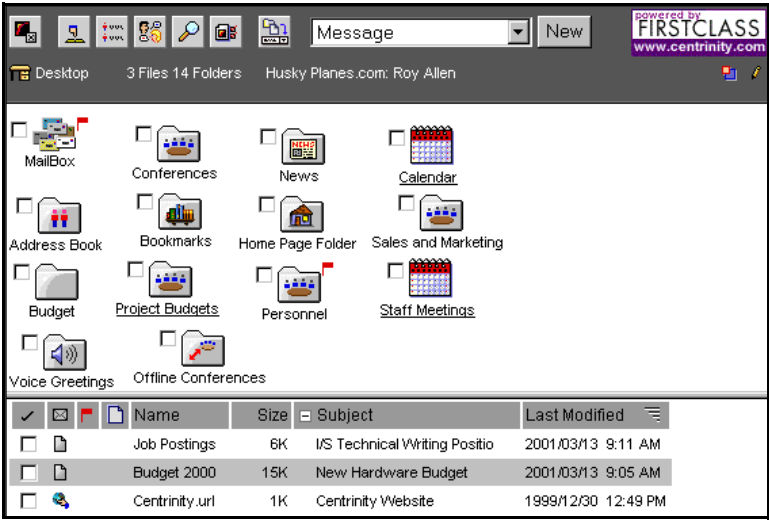 Message
New
powered by
FIRSTCLASS
www.centrinity.com
Desktop 3 Files 14 Folders Husky Planes.com: Roy Allen
MailBox Conferences News Calendar
NEWS
Address Book Bookmarks Home Page Folder Sales and Marketing
Budget Project Budgets Personnel Staff Meetings
Voice Greetings Offline Conferences
Name Size Subject Last Modified
Job Postings 6K I/S Technical Writing Positio 2001/03/13 9:11 AM
Budget 2000 15K New Hardware Budget 2001/03/13 9:05 AM
Centrinity.url 1K Centrinity Website 1999/12/30 12:49 PM